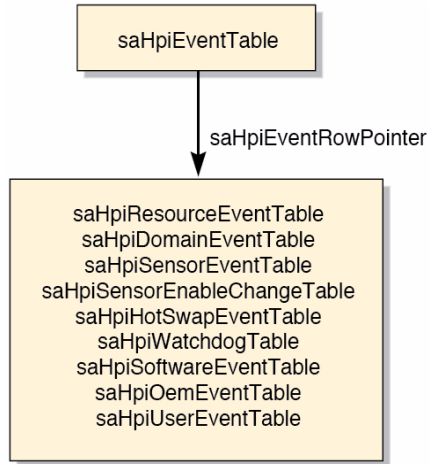 saHpiEventTable
saHpiEventRowPointer
saHpiResourceEventTable
saHpiDomainEventTable
saHpiSensorEventTable
saHpiSensorEnableChangeTable
saHpiHotSwapEventTable
saHpiWatchdogTable
saHpiSoftwareEventTable
saHpiOemEventTable
saHpiUserEventTable